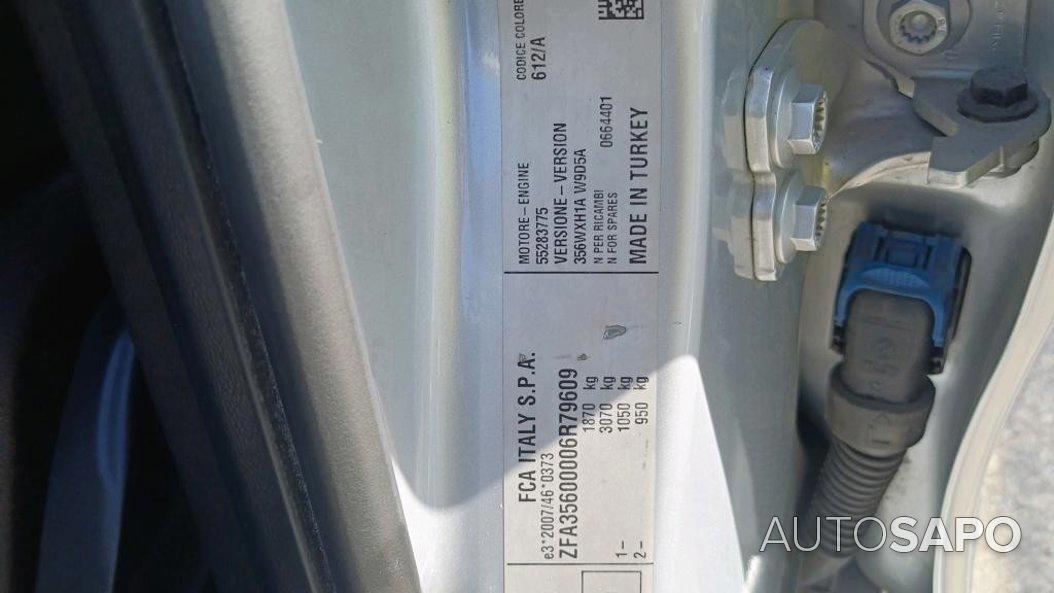 FCA ITALY S.P.A.
e3*2007/46*0373
ZFA35600006R79609
1870 kg
3070 kg
1– 1050 kg
2– 950 kg
MOTORE – ENGINE
55283775
VERSIONE – VERSION
356WXH1A W9D5A
N PER RICAMBI
N FOR SPARES 0664401
MADE IN TURKEY
CODICE COLORE
612/A
AUTOSAPO